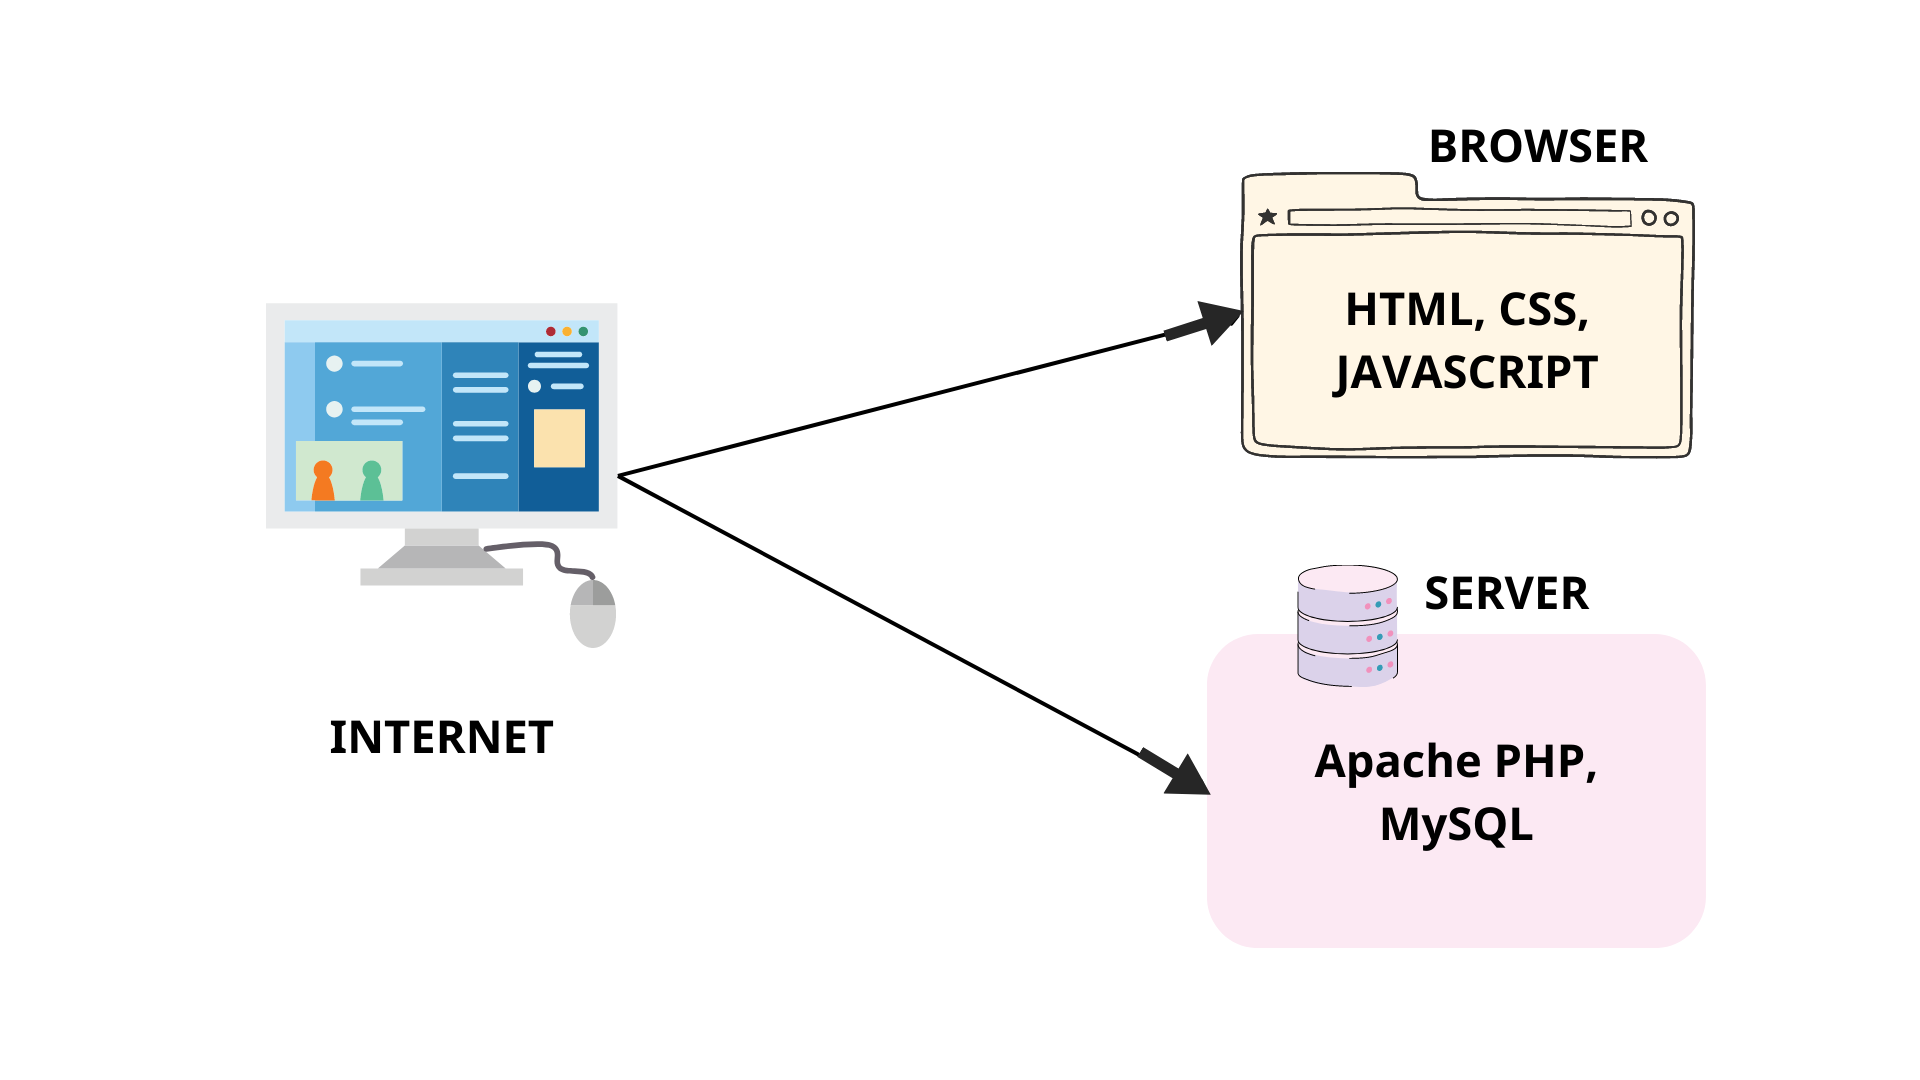 BROWSER
HTML, CSS,
JAVASCRIPT
INTERNET
SERVER
Apache PHP,
MySQL